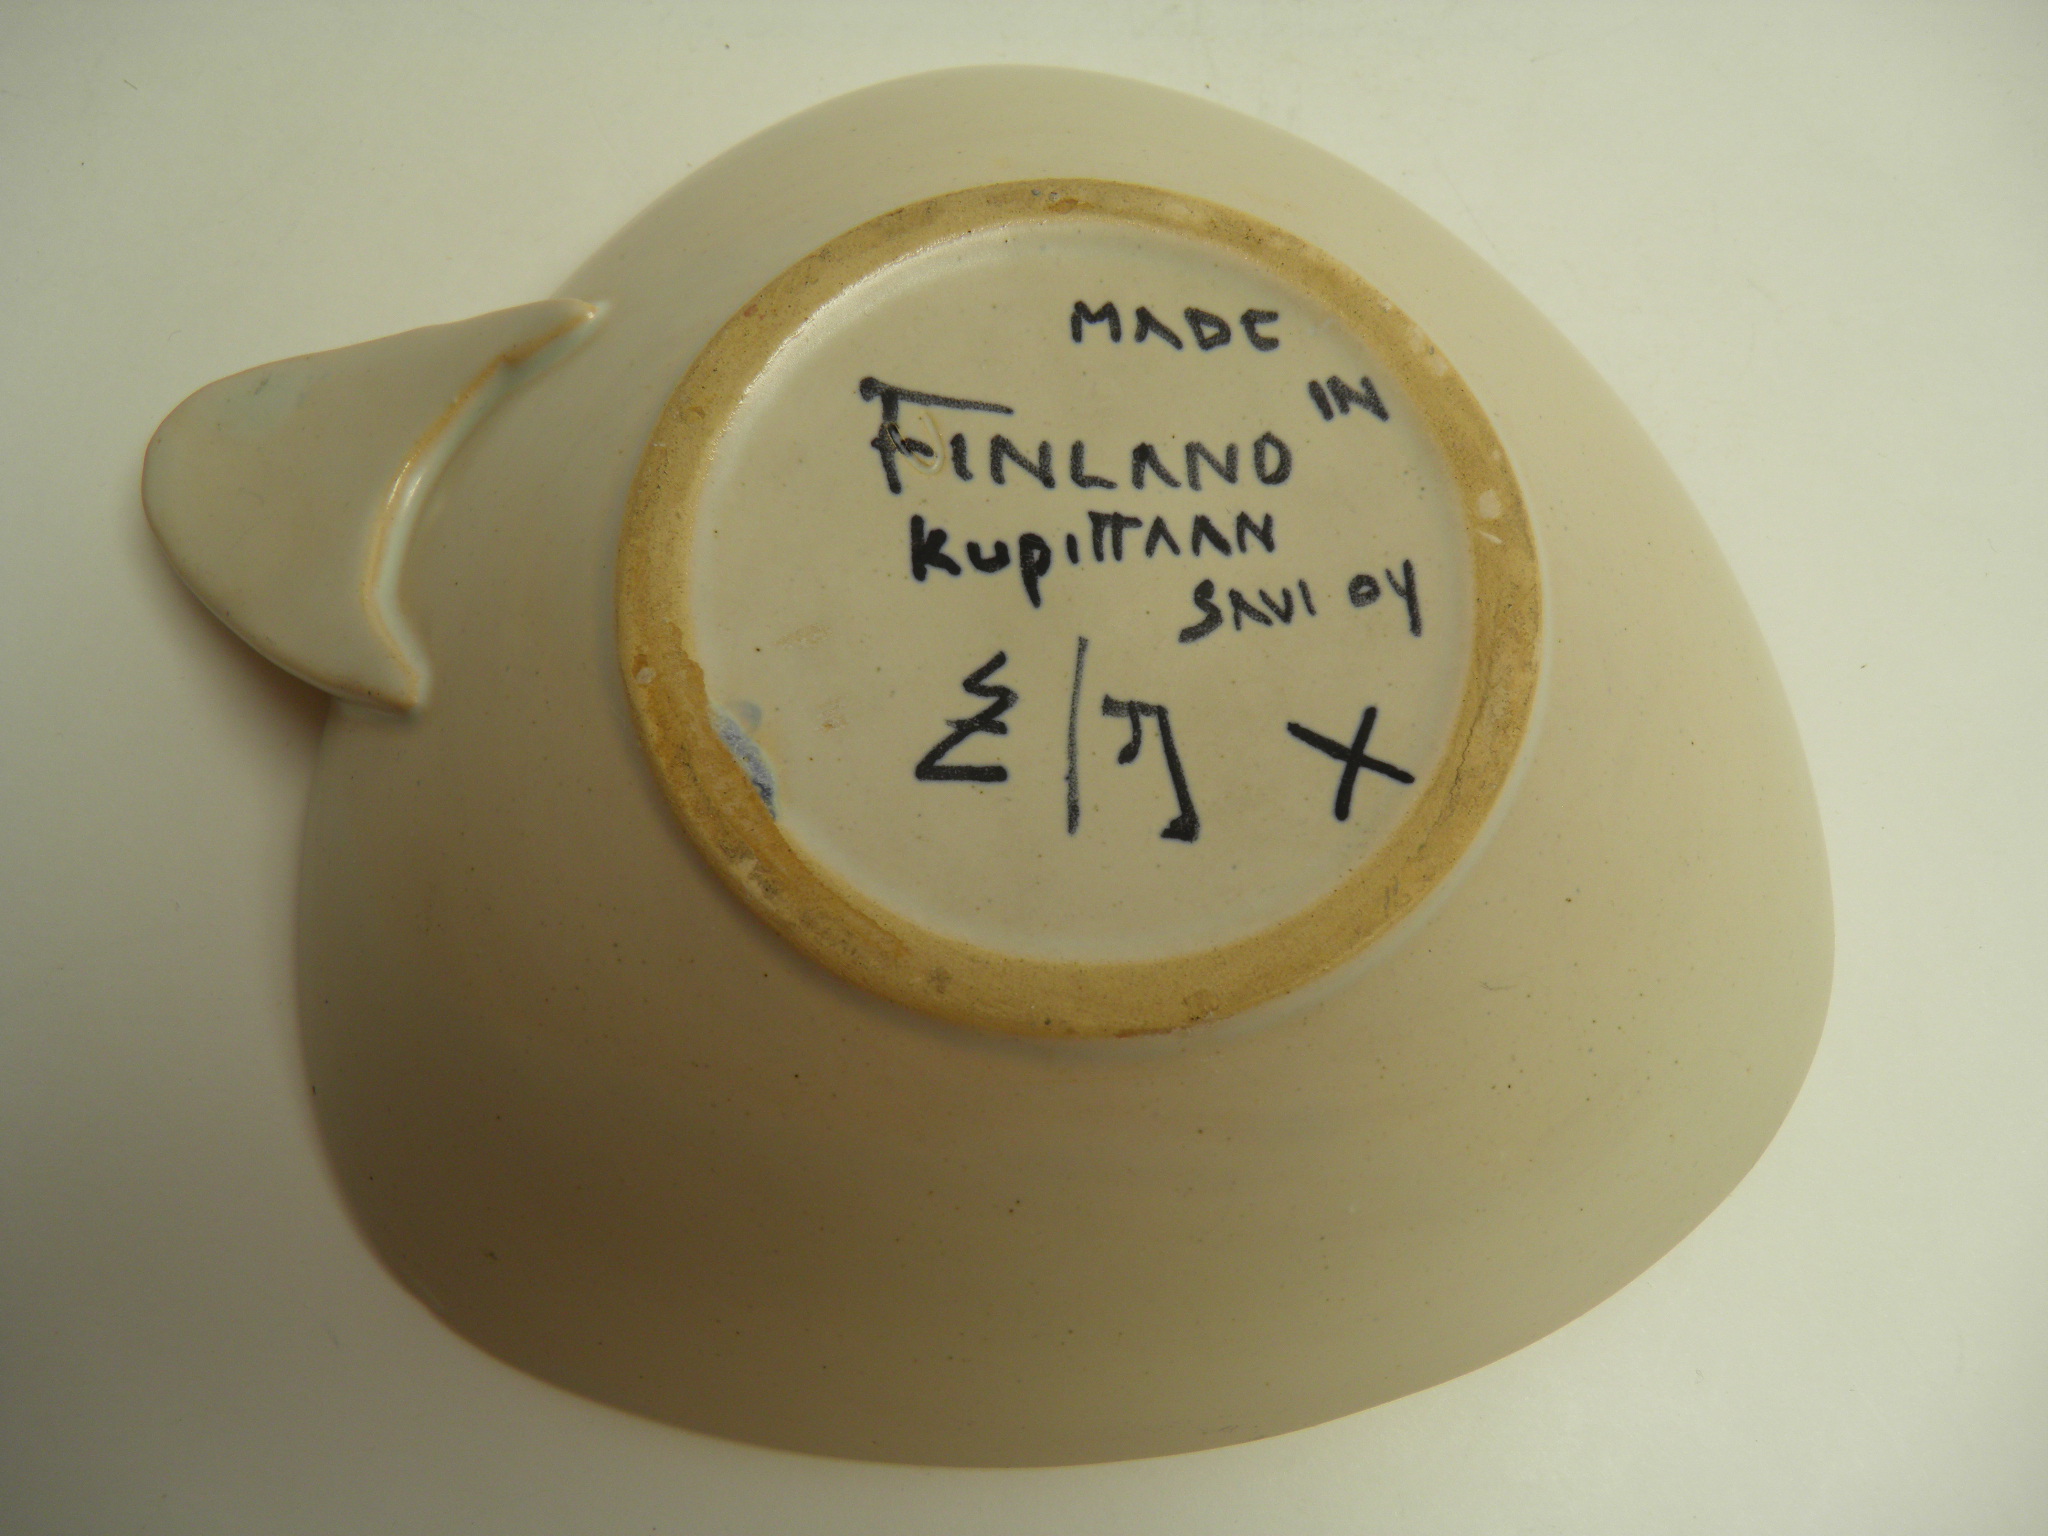 MADE
IN
FINLAND
KUPITTAAN
SAVI OY
X